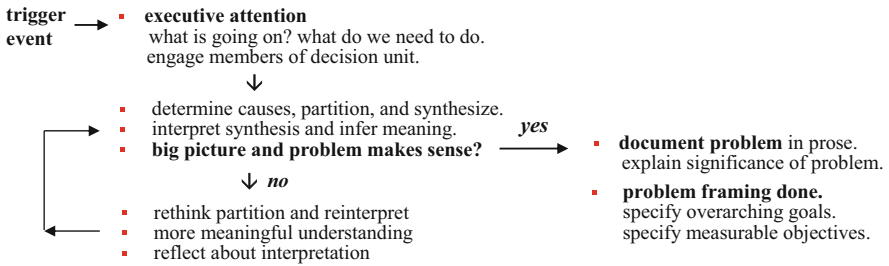 trigger
event
▪ executive attention
what is going on? what do we need to do.
engage members of decision unit.
▪ determine causes, partition, and synthesize.
▪ interpret synthesis and infer meaning.
▪ big picture and problem makes sense?
yes
▪ document problem in prose.
explain significance of problem.
▪ problem framing done.
specify overarching goals.
specify measurable objectives.
no
▪ rethink partition and reinterpret
▪ more meaningful understanding
▪ reflect about interpretation